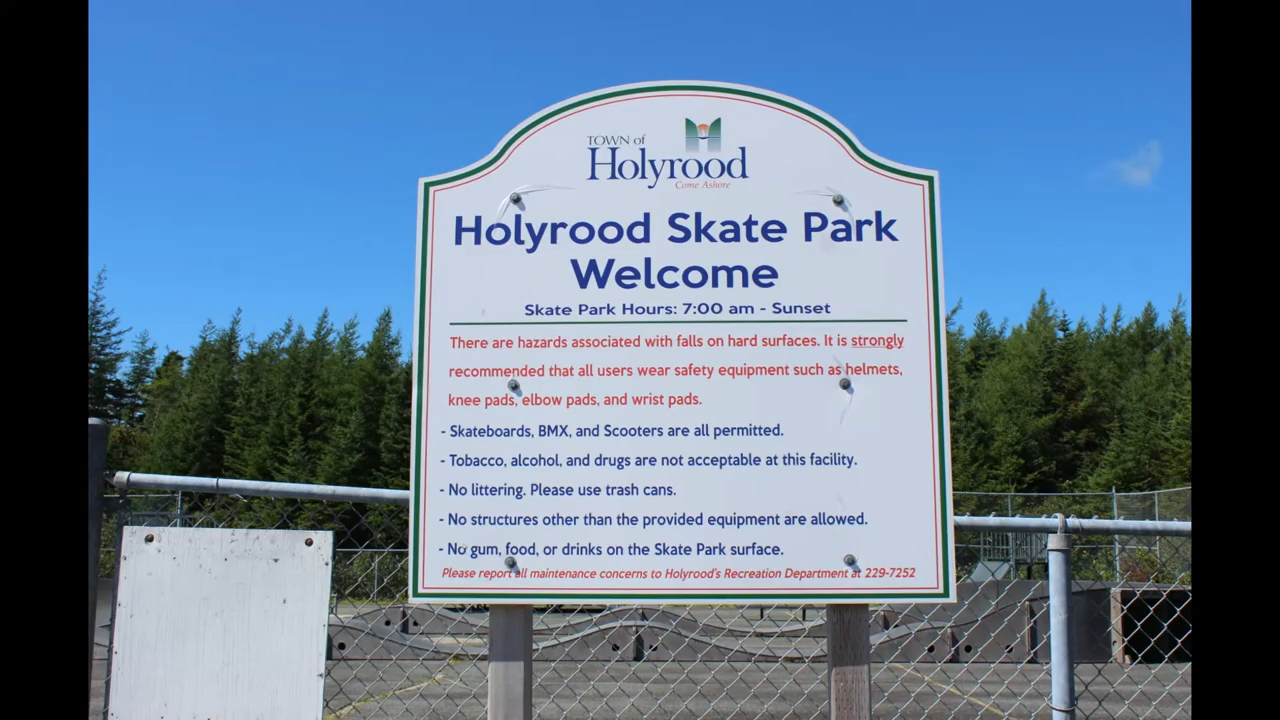 TOWN of
Holyrood
Come Ashore
Holyrood Skate Park
Welcome
Skate Park Hours: 7:00 am - Sunset
There are hazards associated with falls on hard surfaces. It is strongly
recommended that all users wear safety equipment such as helmets,
knee pads, elbow pads, and wrist pads.
- Skateboards, BMX, and Scooters are all permitted.
- Tobacco, alcohol, and drugs are not acceptable at this facility.
- No littering. Please use trash cans.
- No structures other than the provided equipment are allowed.
- No gum, food, or drinks on the Skate Park surface.
Please report all maintenance concerns to Holyrood's Recreation Department at 229-7252